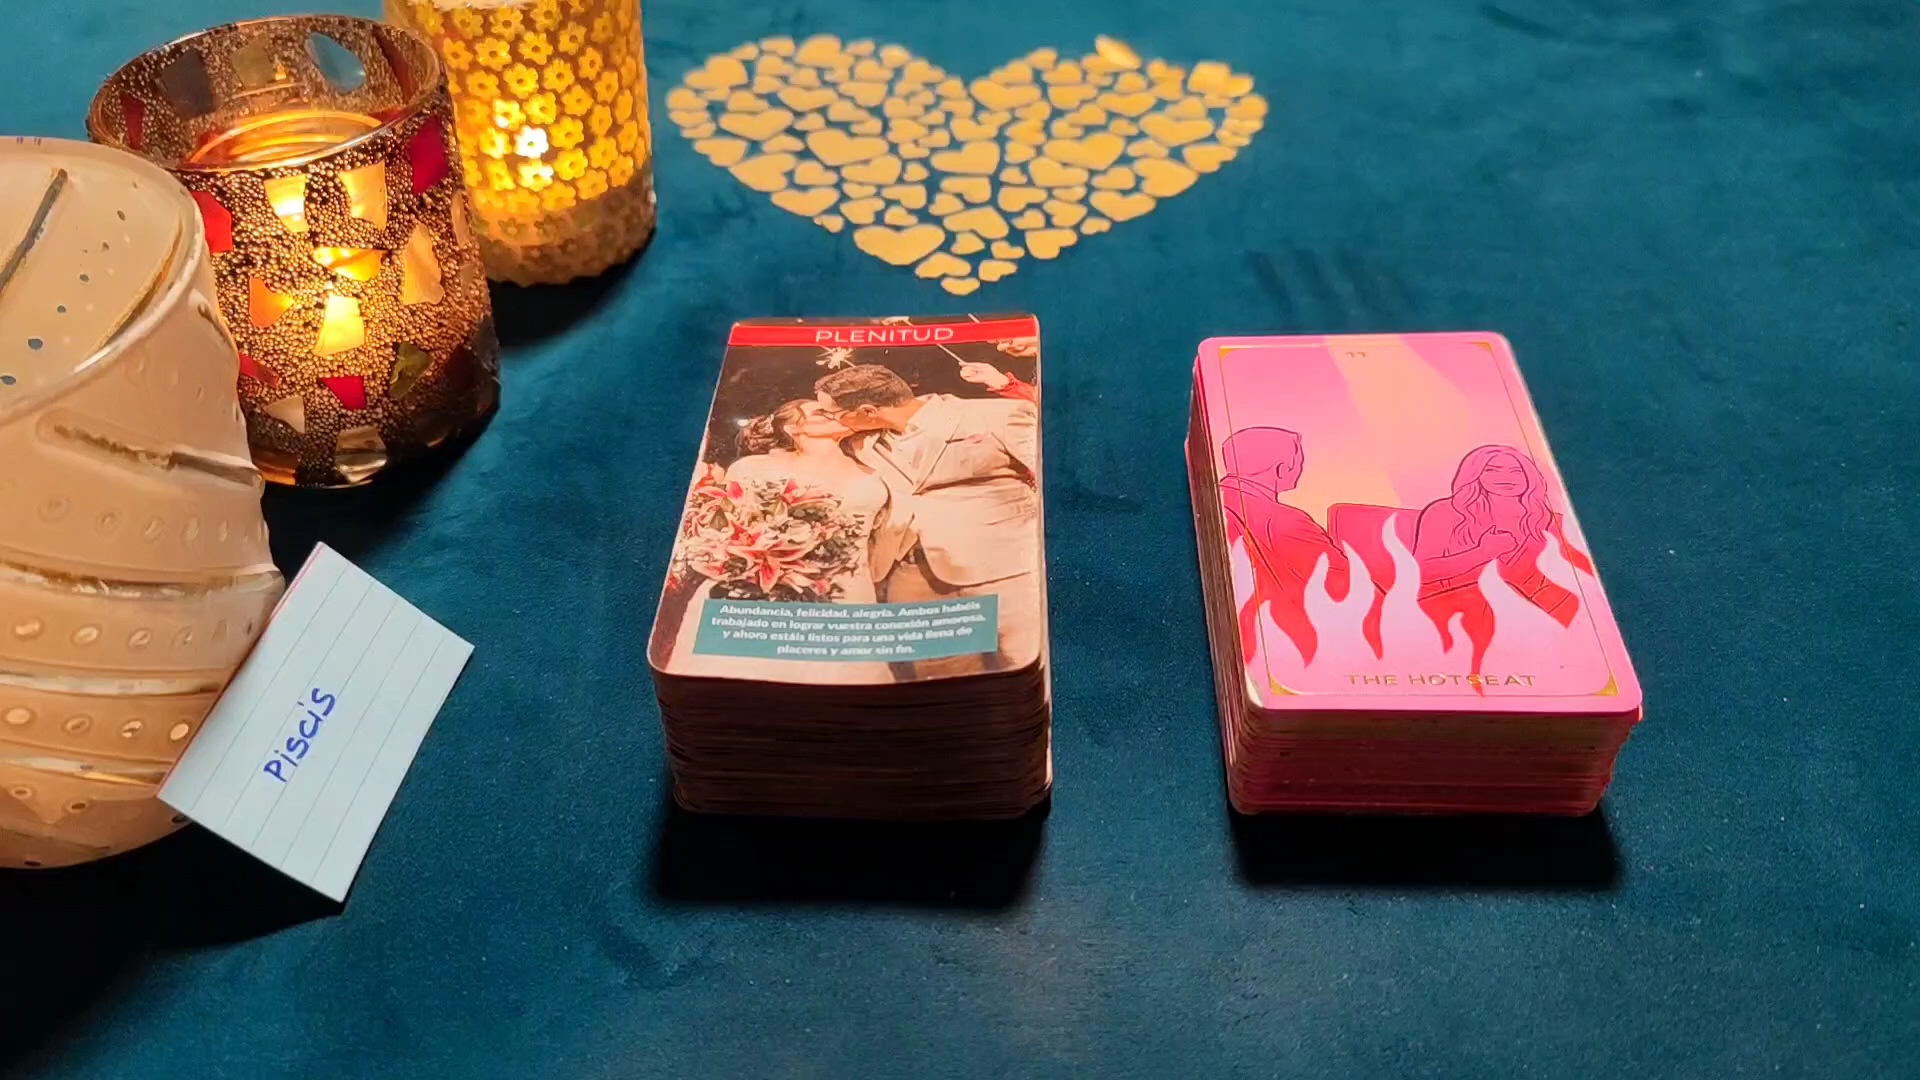 PLENITUD
Abundancia, felicidad, alegría. Ambos habéis
trabajado en lograr vuestra conexión amorosa,
y ahora estáis listos para una vida llena de
placeres y amor sin fin.
THE HOTSEAT
Piscis